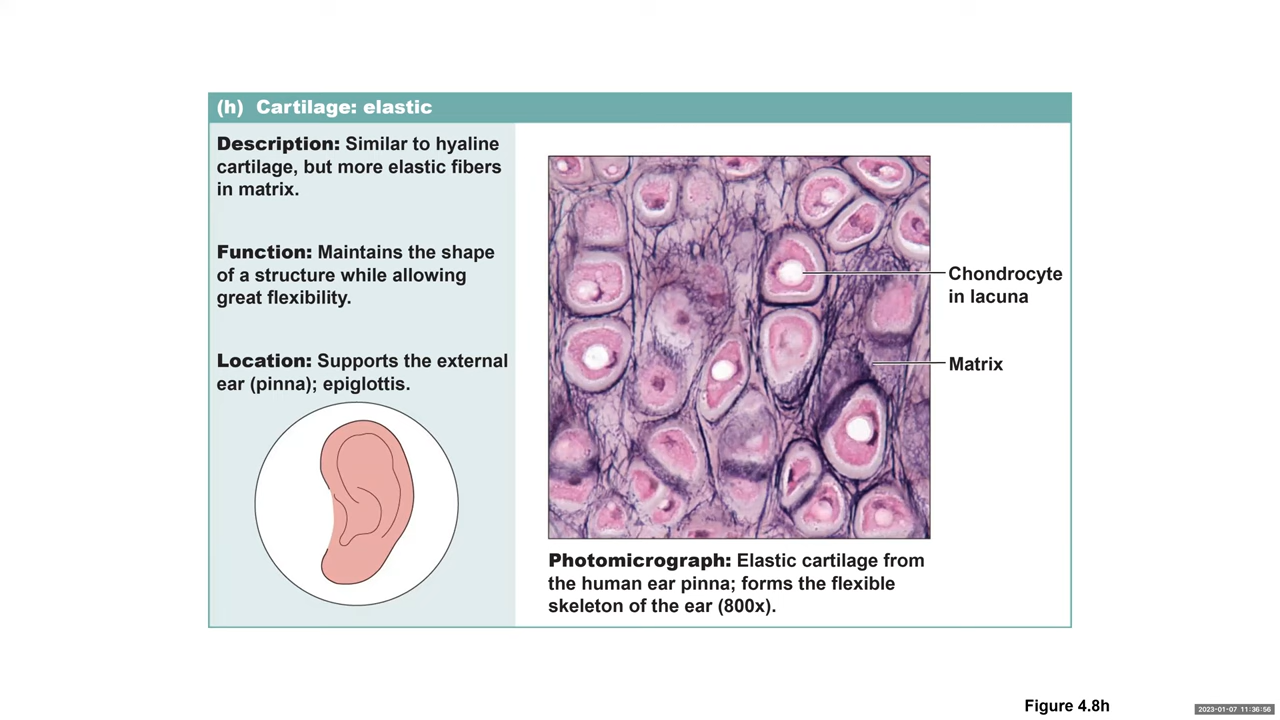 (h) Cartilage: elastic
Description: Similar to hyaline
cartilage, but more elastic fibers
in matrix.
Function: Maintains the shape
of a structure while allowing
great flexibility.
Location: Supports the external
ear (pinna); epiglottis.
Chondrocyte
in lacuna
Matrix
Photomicrograph: Elastic cartilage from
the human ear pinna; forms the flexible
skeleton of the ear (800x).
Figure 4.8h
2023-01-07 11:36:56